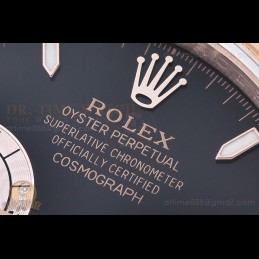 ROLEX
OYSTER PERPETUAL
SUPERLATIVE CHRONOMETER
OFFICIALLY CERTIFIED
COSMOGRAPH